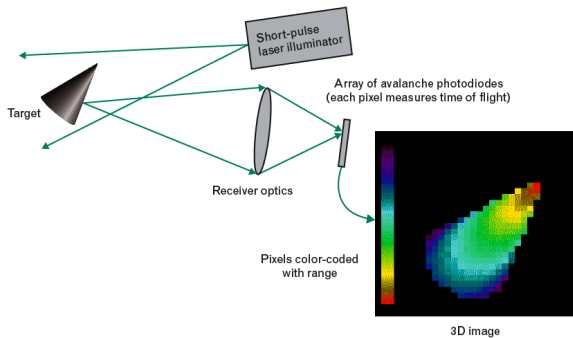 Short-pulse
laser illuminator
Array of avalanche photodiodes
(each pixel measures time of flight)
Target
Receiver optics
Pixels color-coded
with range
3D image